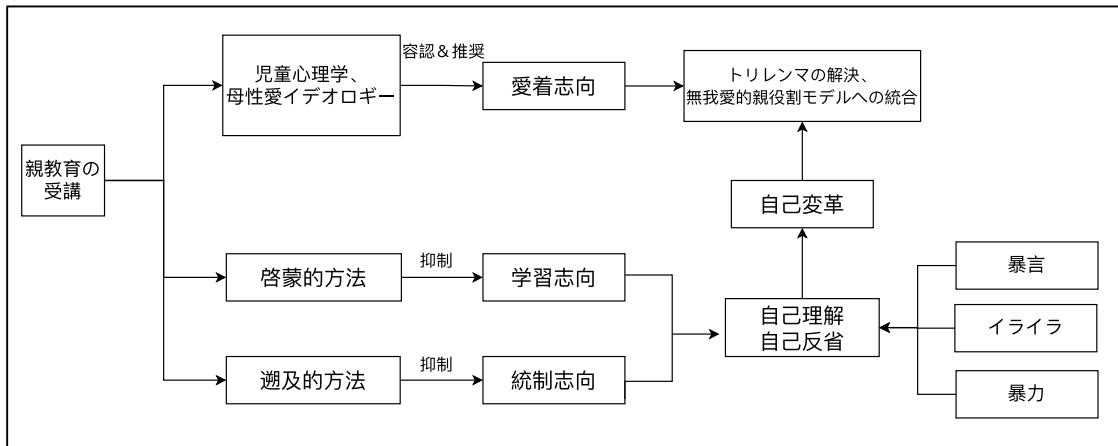 親教育の
受講
児童心理学、
母性愛イデオロギー
容認＆推奨
愛着志向
トリレンマの解決、
無我愛的親役割モデルへの統合
自己変革
啓蒙的方法
抑制
学習志向
遡及的方法
抑制
統制志向
自己理解
自己反省
暴言
イライラ
暴力